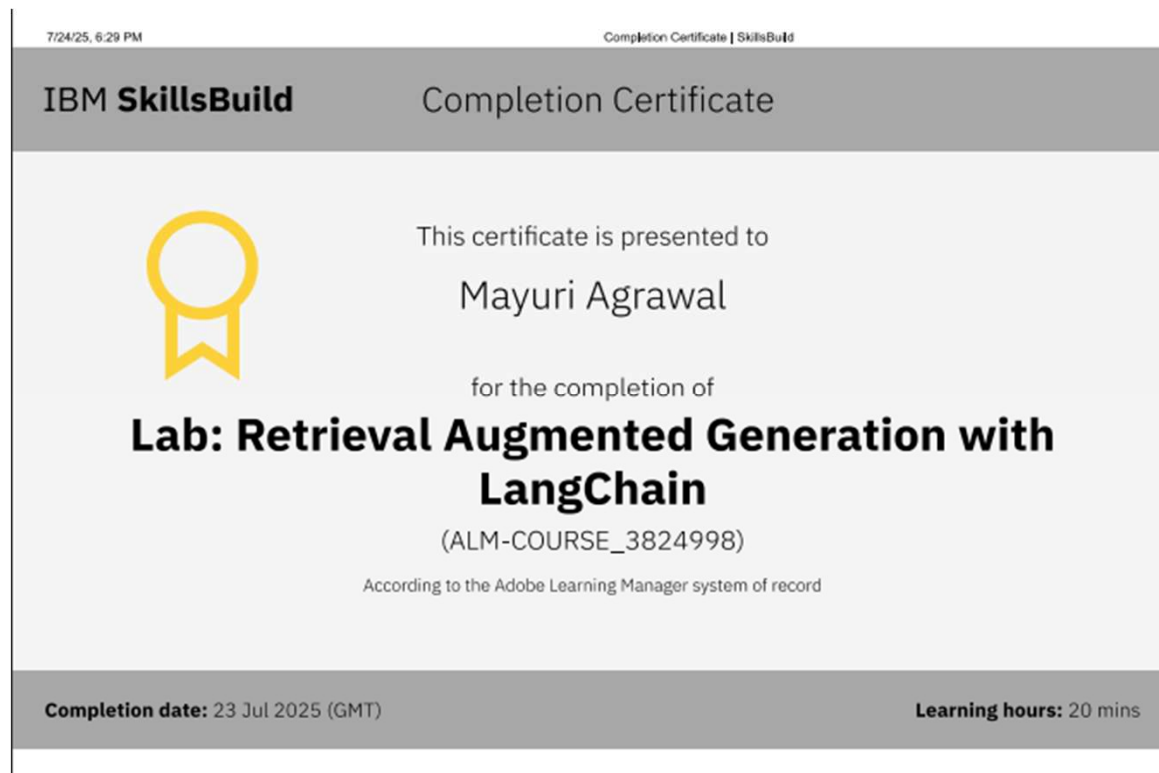 7/24/25, 6:29 PM
Completion Certificate | SkillsBuild
IBM SkillsBuild
Completion Certificate
This certificate is presented to
Mayuri Agrawal
for the completion of
Lab: Retrieval Augmented Generation with
LangChain
(ALM-COURSE_3824998)
According to the Adobe Learning Manager system of record
Completion date: 23 Jul 2025 (GMT)
Learning hours: 20 mins